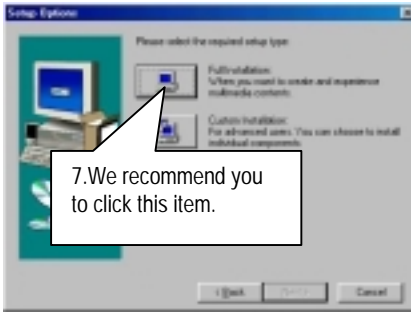 Setup Options
Please select the required setup type:
Full Installation:
When you want to create and experience
multimedia contents.
Custom Installation:
For advanced users. You can choose to install
individual components.
7.We recommend you
to click this item.
< Back
Next >
Cancel